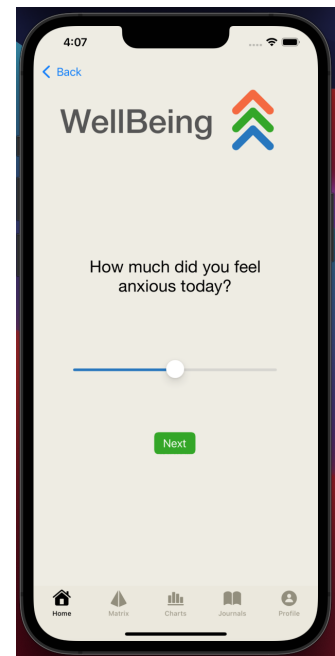 4:07
Back
WellBeing
How much did you feel
anxious today?
Next
Home Matrix Charts Journals Profile